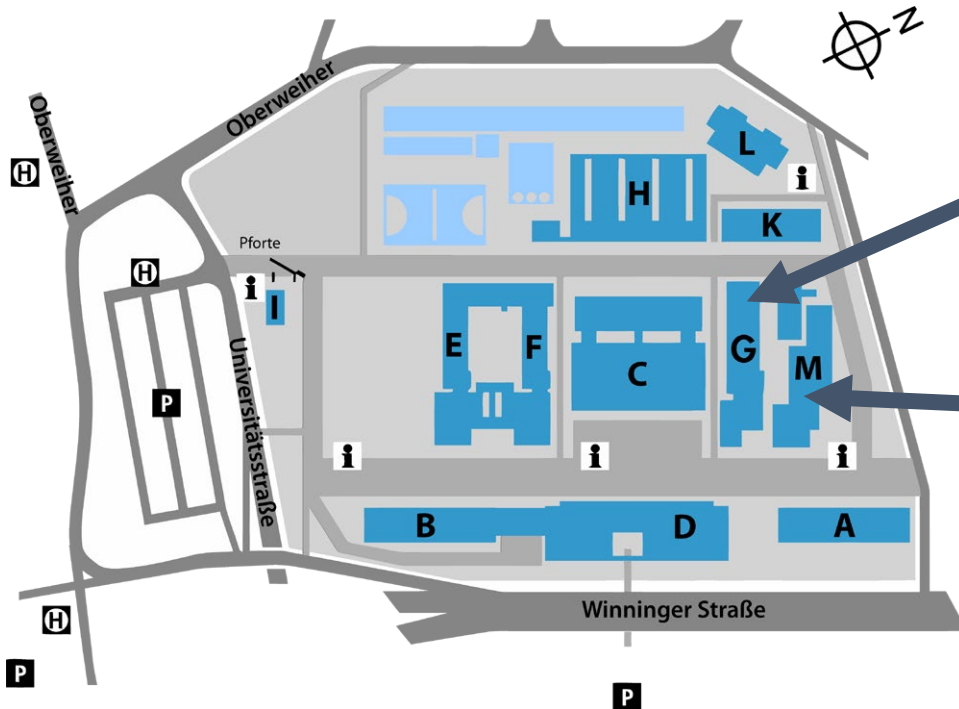 N
Oberweiher
Oberweiher
H
L
i
H
K
Pforte
H
i
I
E
F
C
G
M
P
Universitätsstraße
i
i
i
B
D
A
Winninger Straße
H
P
P